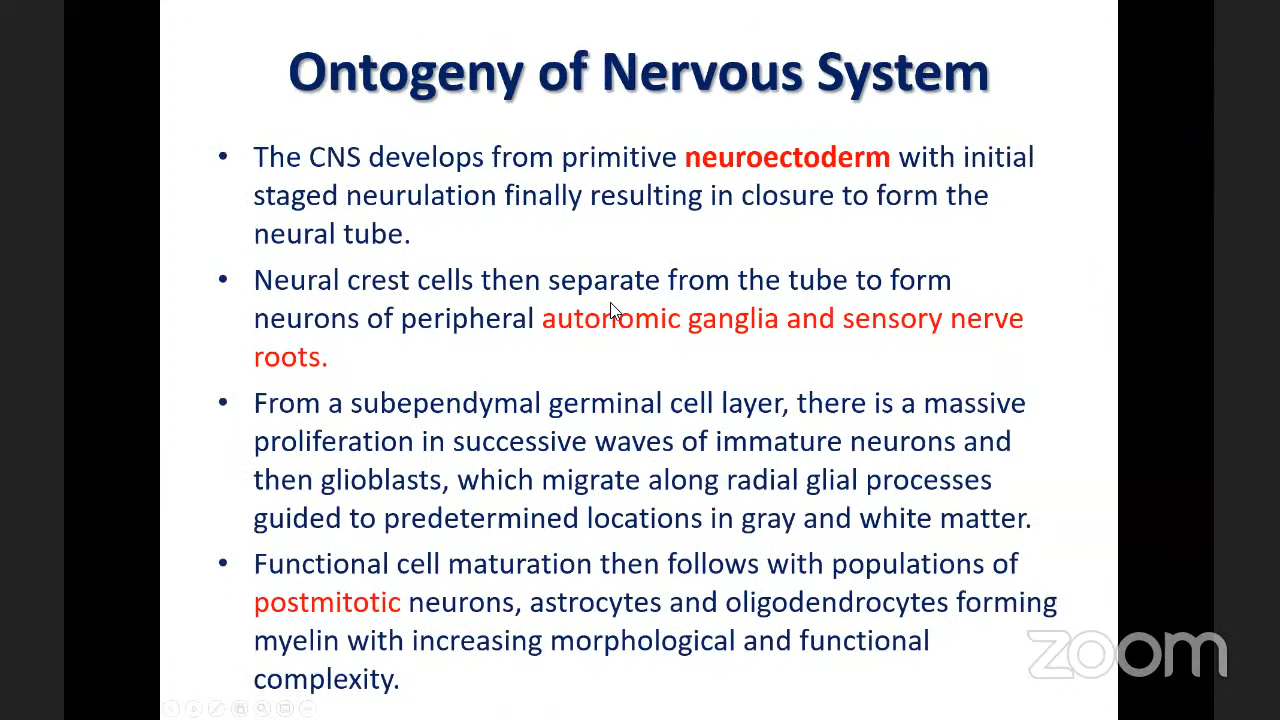 Ontogeny of Nervous System
• The CNS develops from primitive neuroectoderm with initial
staged neurulation finally resulting in closure to form the
neural tube.
• Neural crest cells then separate from the tube to form
neurons of peripheral autonomic ganglia and sensory nerve
roots.
• From a subependymal germinal cell layer, there is a massive
proliferation in successive waves of immature neurons and
then glioblasts, which migrate along radial glial processes
guided to predetermined locations in gray and white matter.
• Functional cell maturation then follows with populations of
postmitotic neurons, astrocytes and oligodendrocytes forming
myelin with increasing morphological and functional
complexity.
zoom